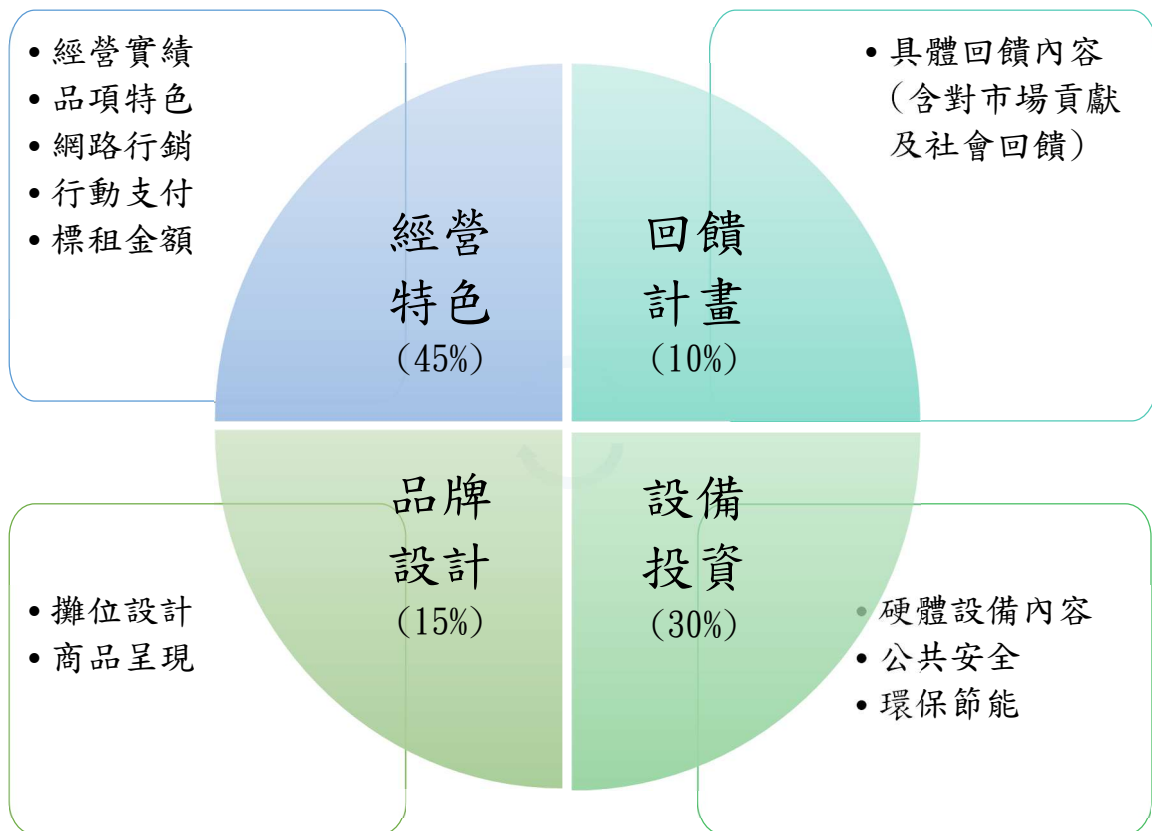 • 經營實績
• 品項特色
• 網路行銷
• 行動支付
• 標租金額
經營
特色
(45%)
回饋
計畫
(10%)
• 具體回饋內容
（含對市場貢獻
及社會回饋）
• 攤位設計
• 商品呈現
品牌
設計
(15%)
設備
投資
(30%)
• 硬體設備內容
• 公共安全
• 環保節能